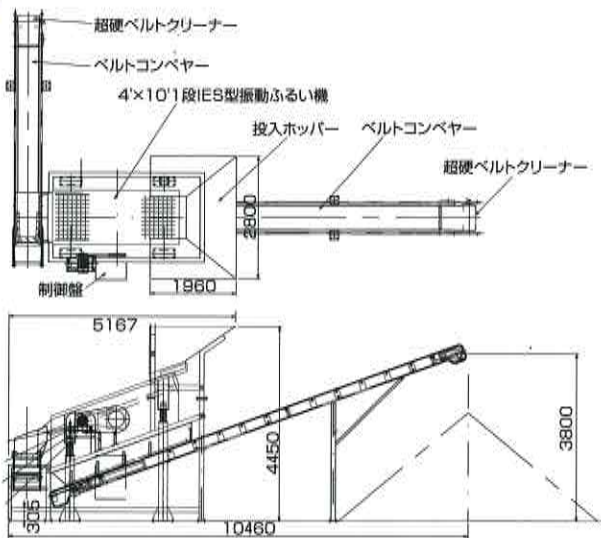 超硬ベルトクリーナー
ベルトコンベヤー
4'×10'1段IES型振動ふるい機
投入ホッパー
ベルトコンベヤー
超硬ベルトクリーナー
2800
制御盤
1960
5167
4450
3800
305
10460